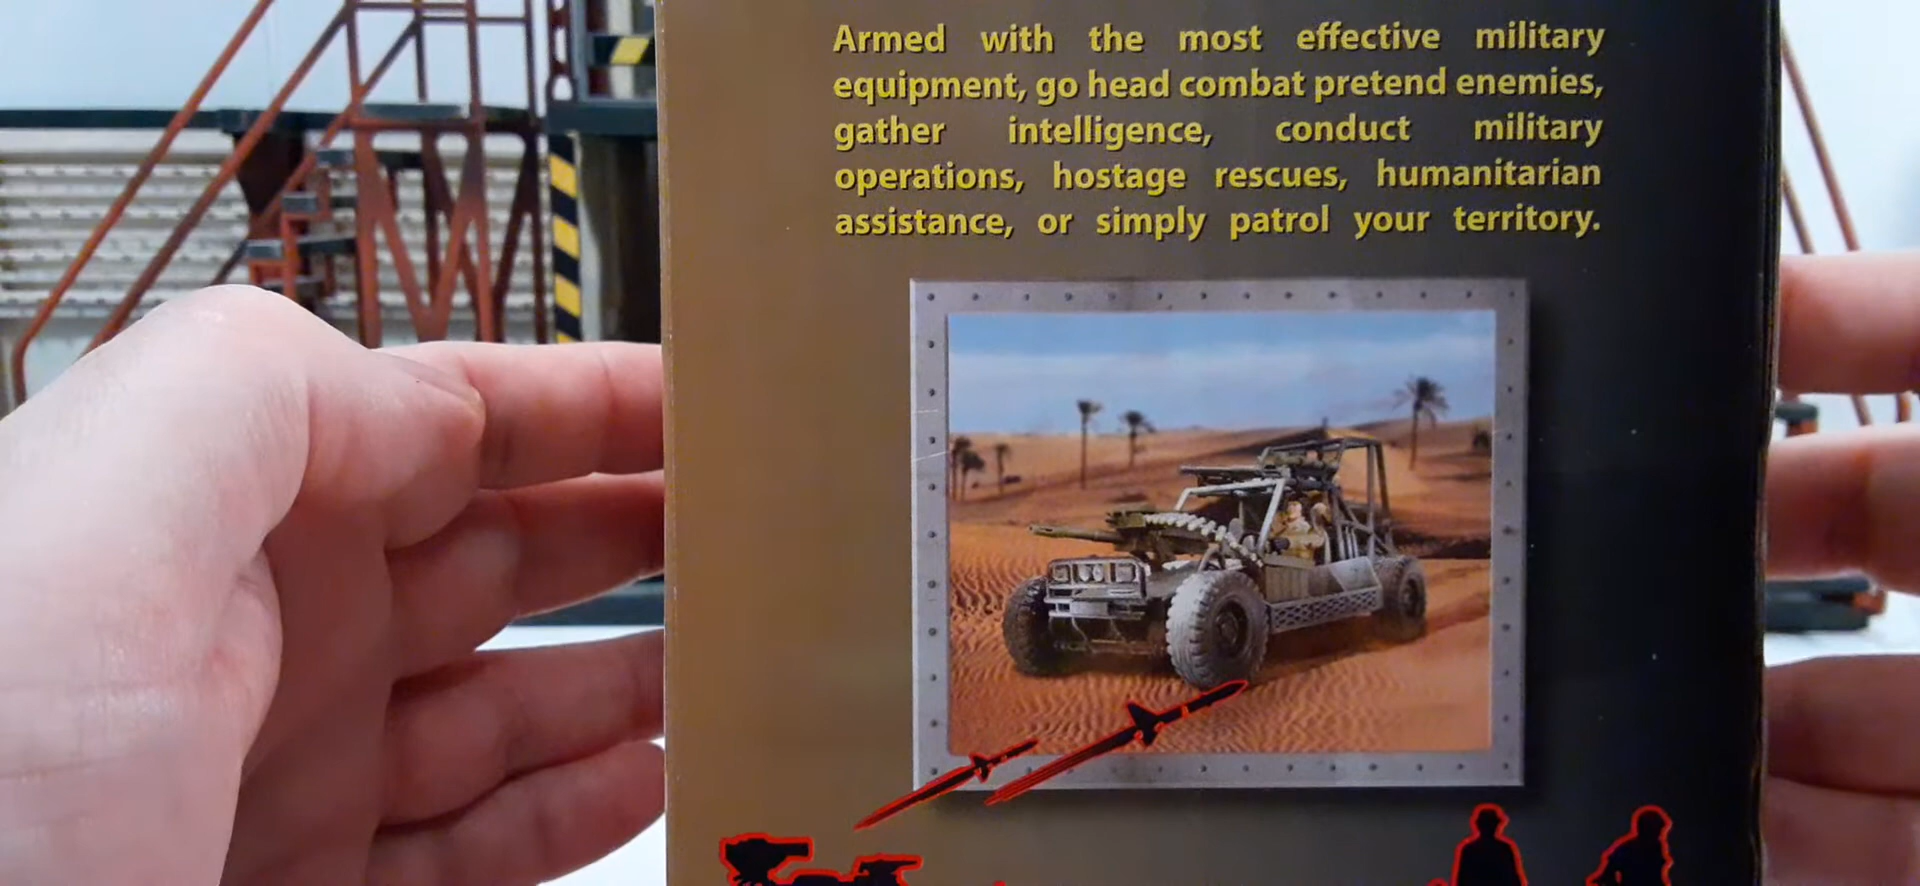 Armed with the most effective military
equipment, go head combat pretend enemies,
gather intelligence, conduct military
operations, hostage rescues, humanitarian
assistance, or simply patrol your territory.